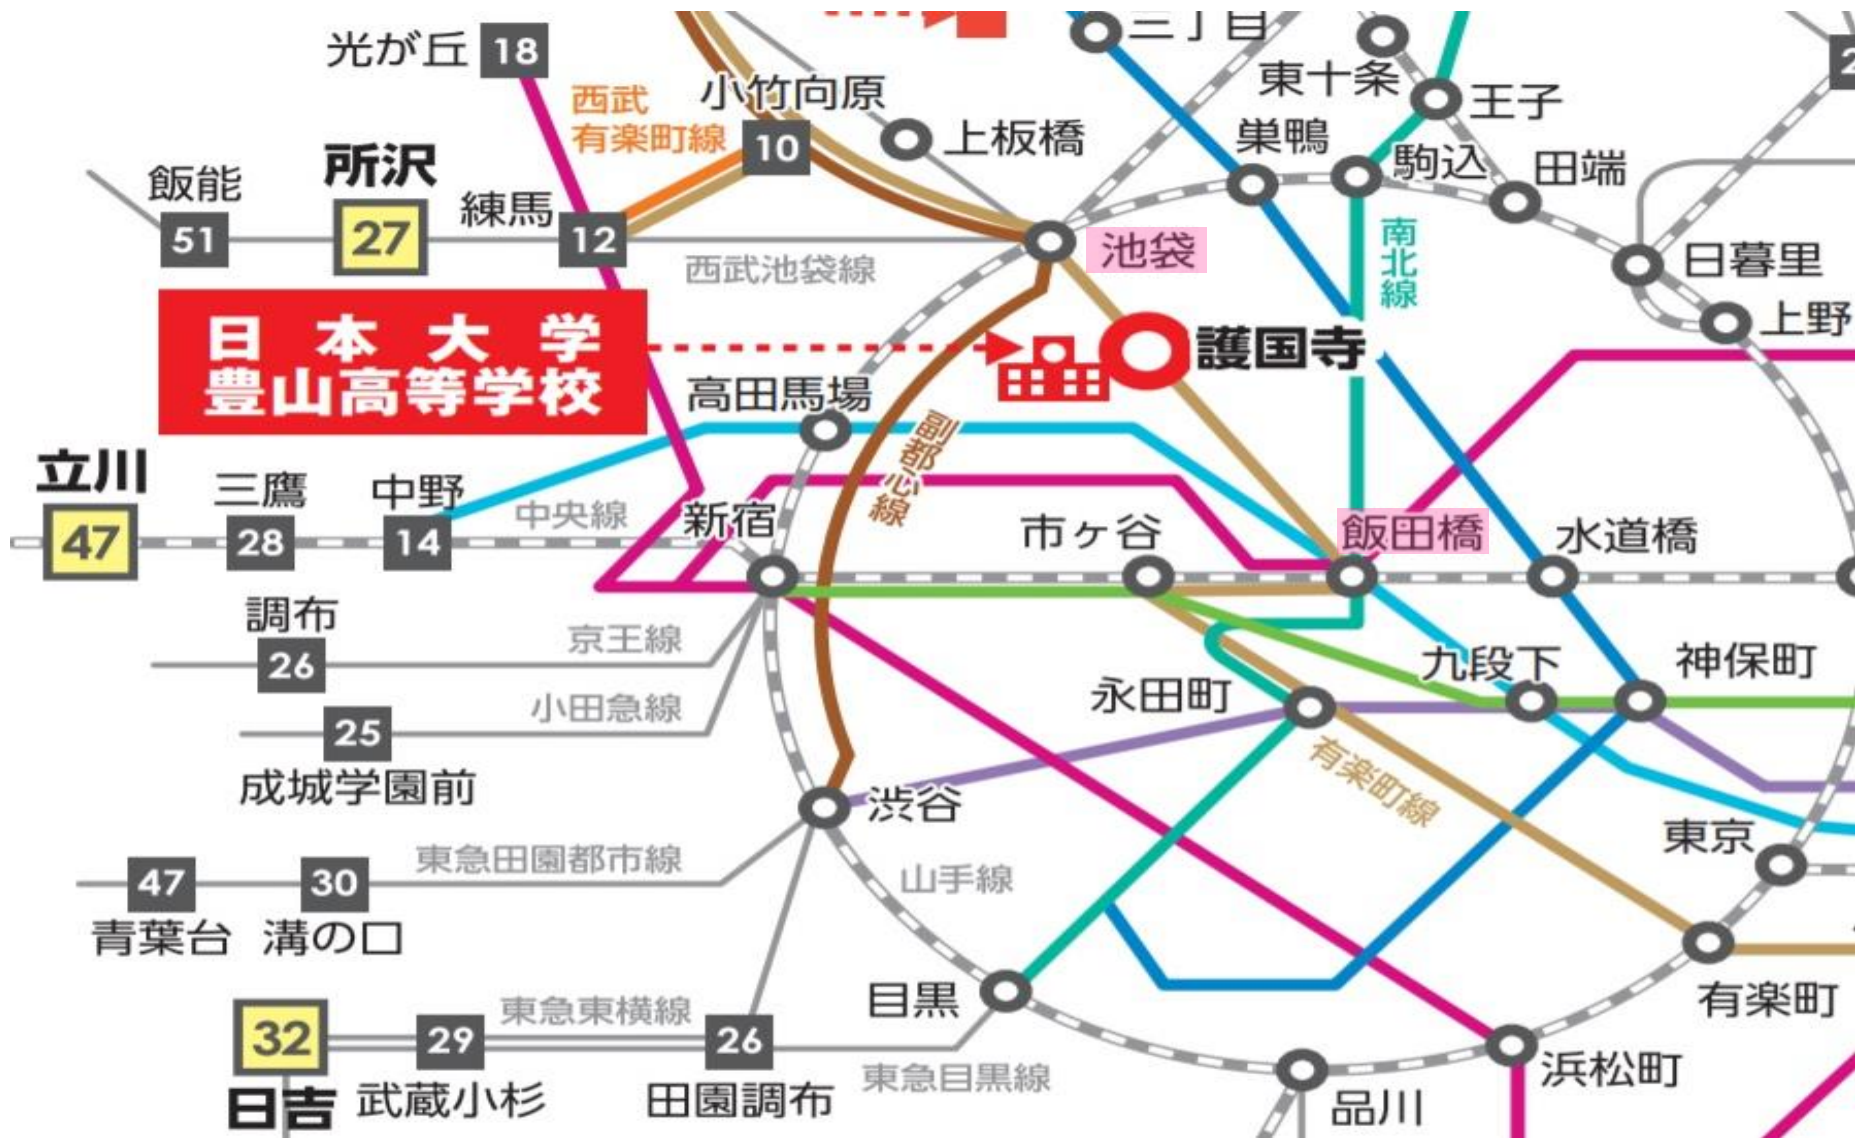 三丁目
光が丘
18
西武
有楽町線
小竹向原
10
上板橋
東十条
王子
巣鴨
駒込
田端
飯能
51
所沢
27
練馬
12
西武池袋線
池袋
南北線
日暮里
上野
日本大学
豊山高等学校
護国寺
高田馬場
副都心線
立川
47
三鷹
28
中野
14
中央線
新宿
市ヶ谷
飯田橋
水道橋
調布
26
京王線
小田急線
25
成城学園前
永田町
九段下
神保町
有楽町線
渋谷
東急田園都市線
47
青葉台
30
溝の口
山手線
東京
有楽町
目黒
32
日吉
東急東横線
29
武蔵小杉
26
田園調布
東急目黒線
品川
浜松町